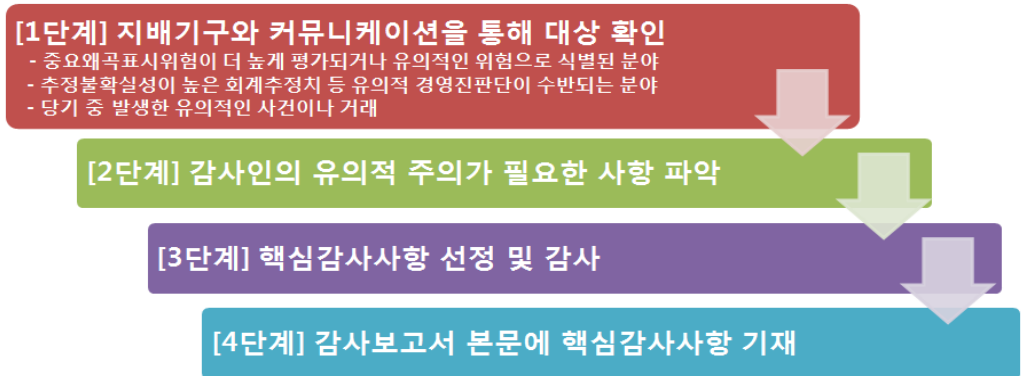 [1단계] 지배기구와 커뮤니케이션을 통해 대상 확인
- 중요왜곡표시위험이 더 높게 평가되거나 유의적인 위험으로 식별된 분야
- 추정불확실성이 높은 회계추정치 등 유의적 경영진판단이 수반되는 분야
- 당기 중 발생한 유의적인 사건이나 거래
[2단계] 감사인의 유의적 주의가 필요한 사항 파악
[3단계] 핵심감사사항 선정 및 감사
[4단계] 감사보고서 본문에 핵심감사사항 기재